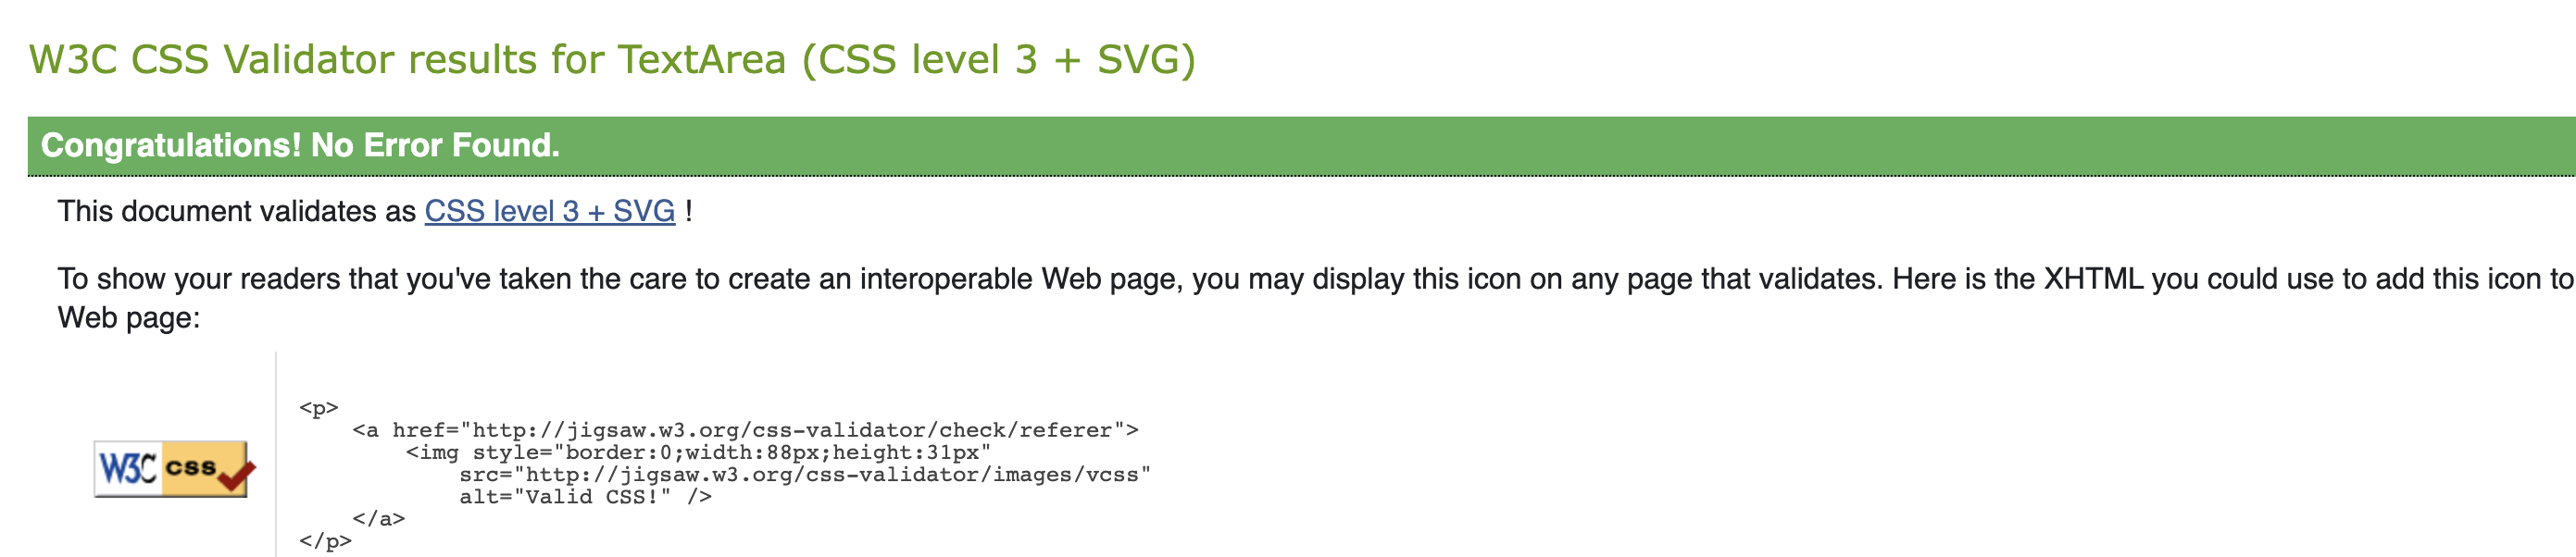 W3C CSS Validator results for TextArea (CSS level 3 + SVG)
Congratulations! No Error Found.
This document validates as CSS level 3 + SVG !
To show your readers that you've taken the care to create an interoperable Web page, you may display this icon on any page that validates. Here is the XHTML you could use to add this icon to
Web page:
W3C css
<p>
    <a href="http://jigsaw.w3.org/css-validator/check/referer">
        <img style="border:0;width:88px;height:31px"
            src="http://jigsaw.w3.org/css-validator/images/vcss"
            alt="Valid CSS!" />
    </a>
</p>